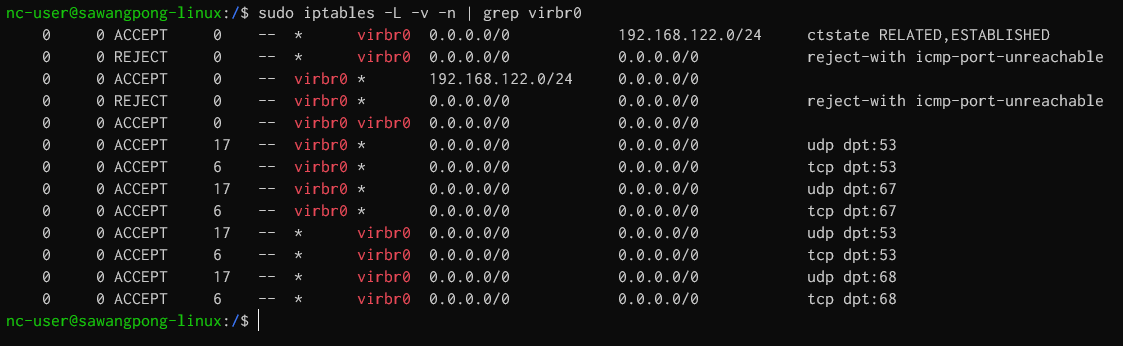 nc-user@sawangpong-linux:/$ sudo iptables -L -v -n | grep virbr0
0 0 ACCEPT 0 -- * virbr0 0.0.0.0/0 192.168.122.0/24 ctstate RELATED,ESTABLISHED
0 0 REJECT 0 -- * virbr0 0.0.0.0/0 0.0.0.0/0 reject-with icmp-port-unreachable
0 0 ACCEPT 0 -- virbr0 * 192.168.122.0/24 0.0.0.0/0
0 0 REJECT 0 -- virbr0 * 0.0.0.0/0 0.0.0.0/0 reject-with icmp-port-unreachable
0 0 ACCEPT 0 -- virbr0 virbr0 0.0.0.0/0 0.0.0.0/0
0 0 ACCEPT 17 -- virbr0 * 0.0.0.0/0 0.0.0.0/0 udp dpt:53
0 0 ACCEPT 6 -- virbr0 * 0.0.0.0/0 0.0.0.0/0 tcp dpt:53
0 0 ACCEPT 17 -- virbr0 * 0.0.0.0/0 0.0.0.0/0 udp dpt:67
0 0 ACCEPT 6 -- virbr0 * 0.0.0.0/0 0.0.0.0/0 tcp dpt:67
0 0 ACCEPT 17 -- * virbr0 0.0.0.0/0 0.0.0.0/0 udp dpt:53
0 0 ACCEPT 6 -- * virbr0 0.0.0.0/0 0.0.0.0/0 tcp dpt:53
0 0 ACCEPT 17 -- * virbr0 0.0.0.0/0 0.0.0.0/0 udp dpt:68
0 0 ACCEPT 6 -- * virbr0 0.0.0.0/0 0.0.0.0/0 tcp dpt:68
nc-user@sawangpong-linux:/$